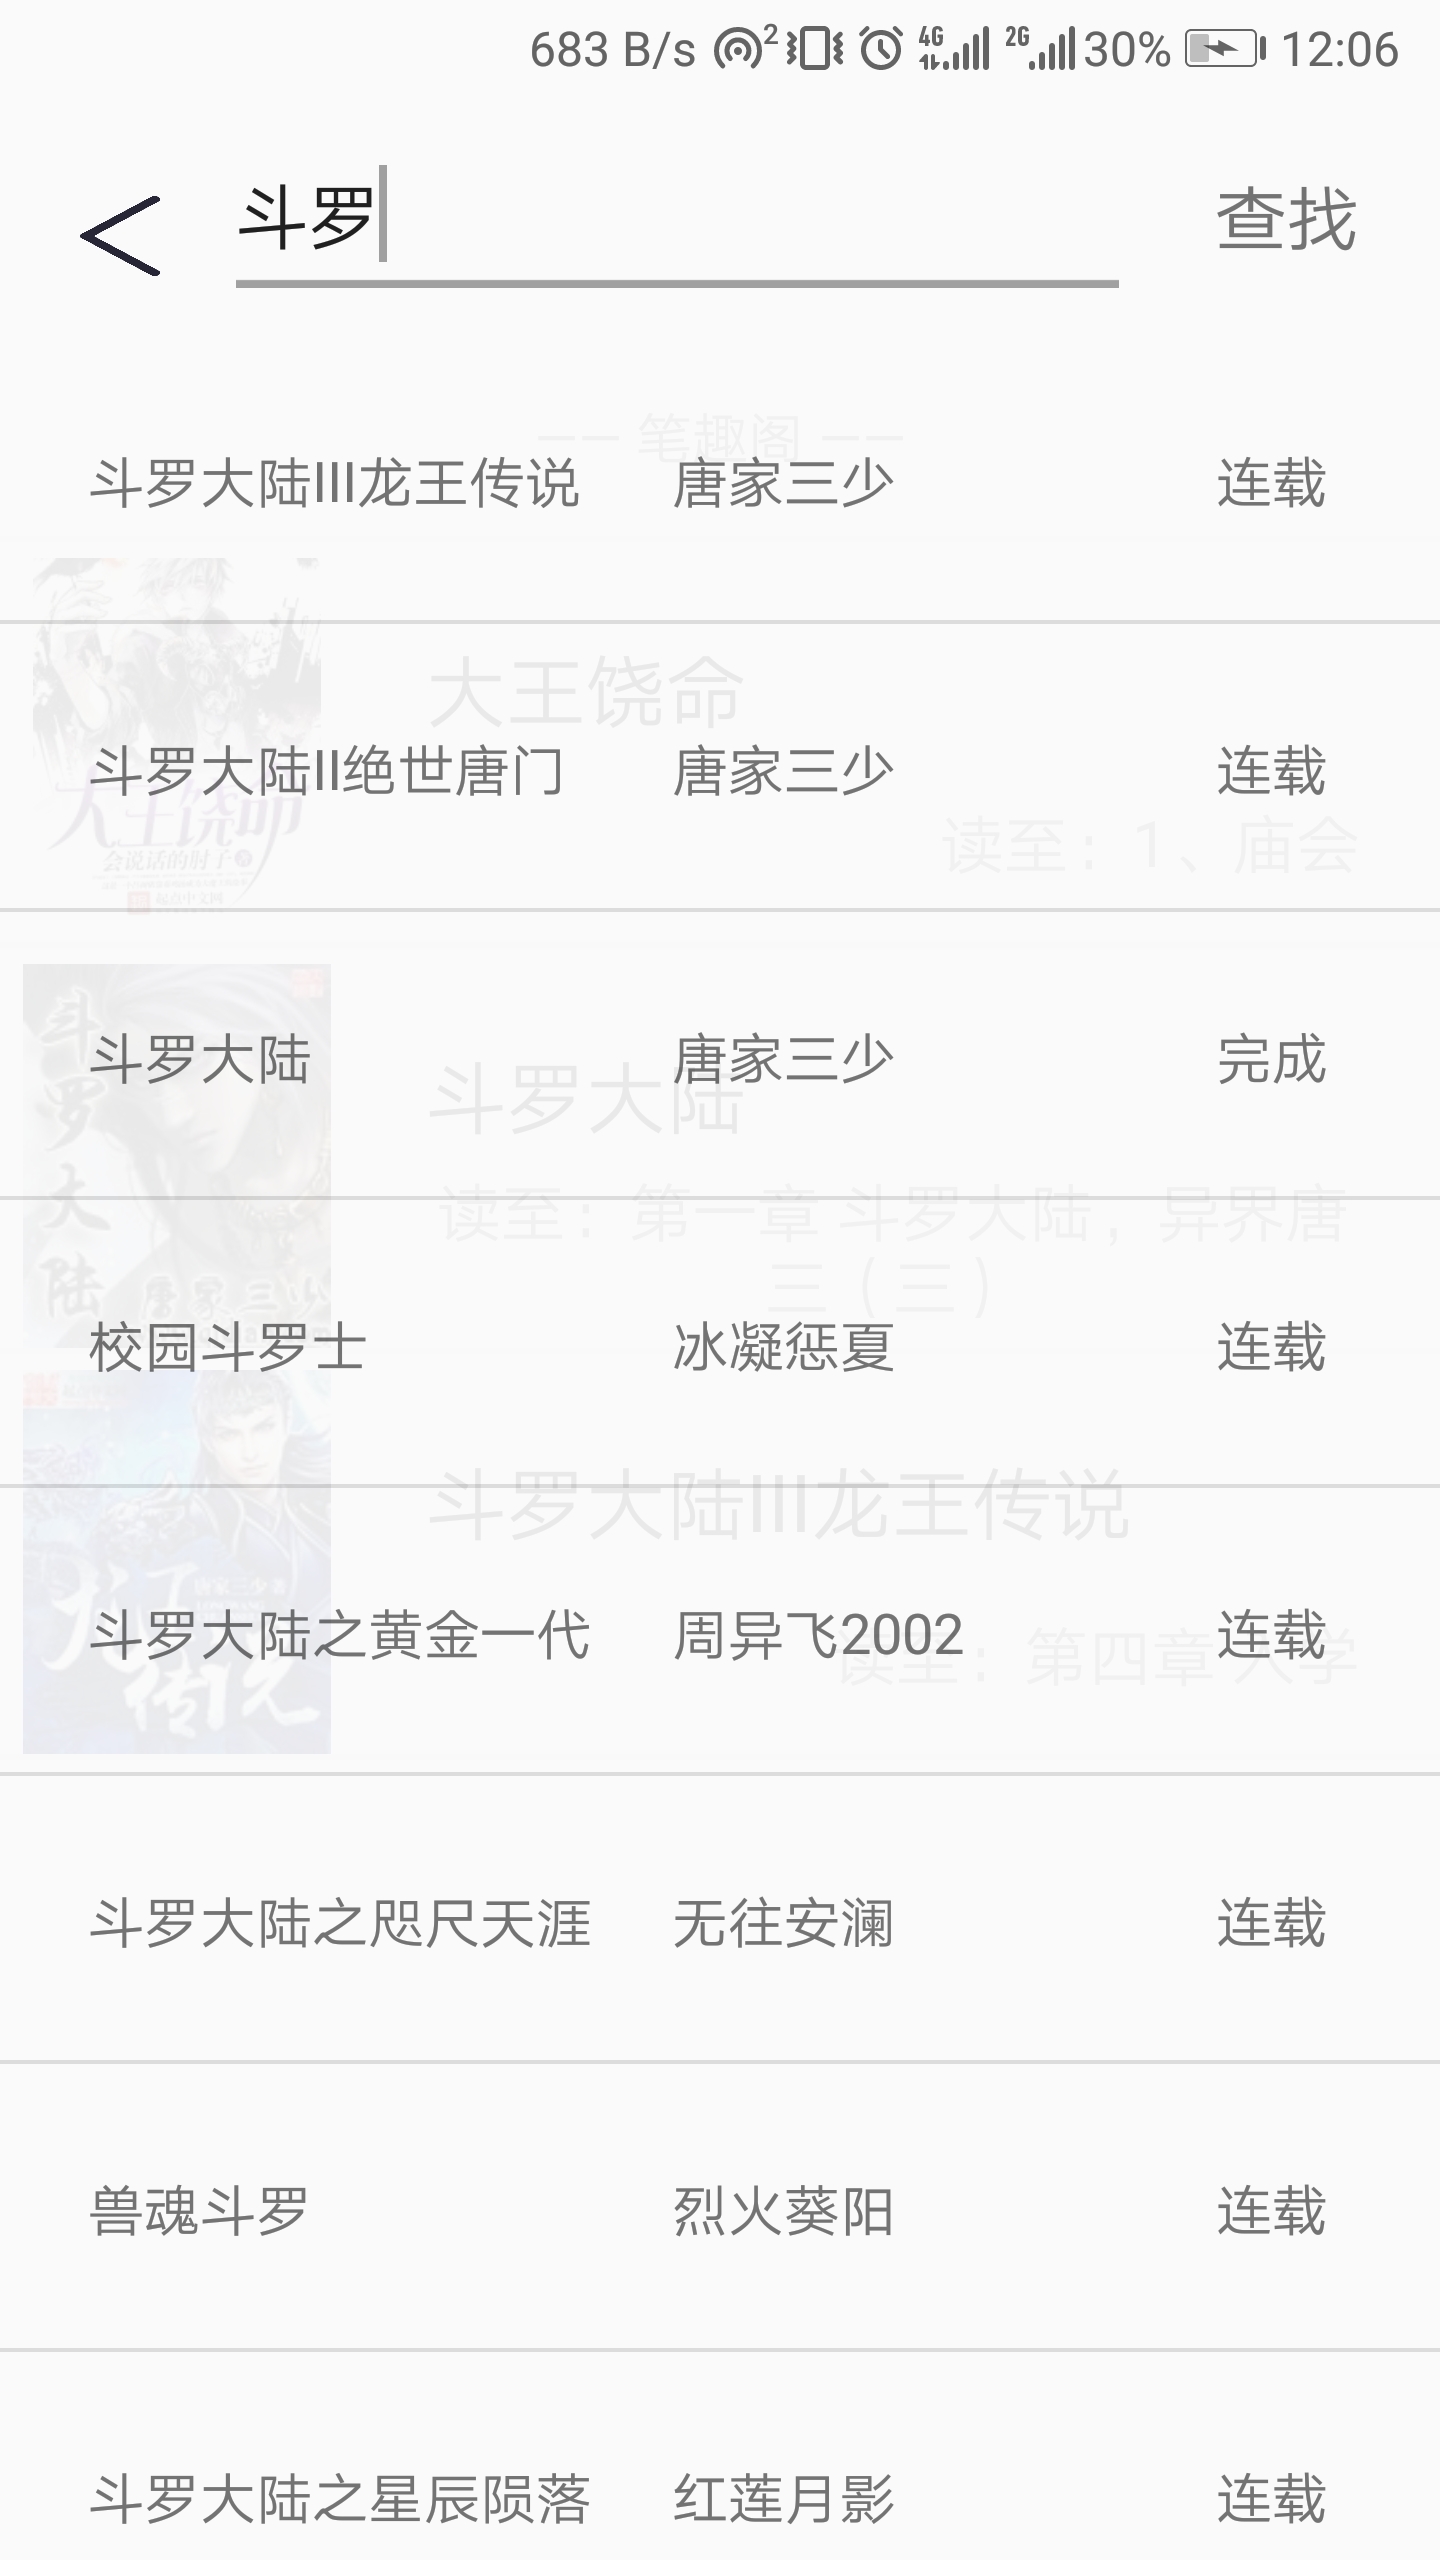 683 B/s 2 4G 2G 30% 12:06
斗罗 查找
—— 笔趣阁 ——
斗罗大陆III龙王传说 唐家三少 连载
大王饶命
斗罗大陆II绝世唐门 唐家三少 连载
大王饶命
读至：1、庙会
会说话的肘子 著
起点中文网
斗罗大陆 唐家三少 完成
斗罗大陆
斗罗大陆
读至：第一章 斗罗大陆，异界唐
三（三）
唐家三少
校园斗罗士 冰凝惩夏 连载
斗罗大陆III龙王传说
唐家三少 著
龙王传说
斗罗大陆之黄金一代 周异飞2002 连载
读至：第四章 入学
斗罗大陆之咫尺天涯 无往安澜 连载
兽魂斗罗 烈火葵阳 连载
斗罗大陆之星辰陨落 红莲月影 连载